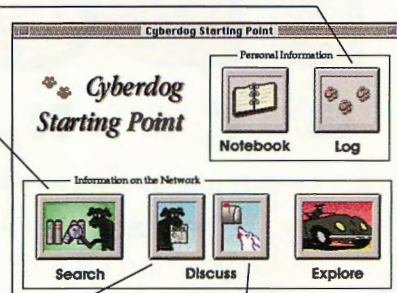 Cyberdog Starting Point
Personal Information
Cyberdog
Starting Point
Notebook
Log
Information on the Network
Search
Discuss
Explore